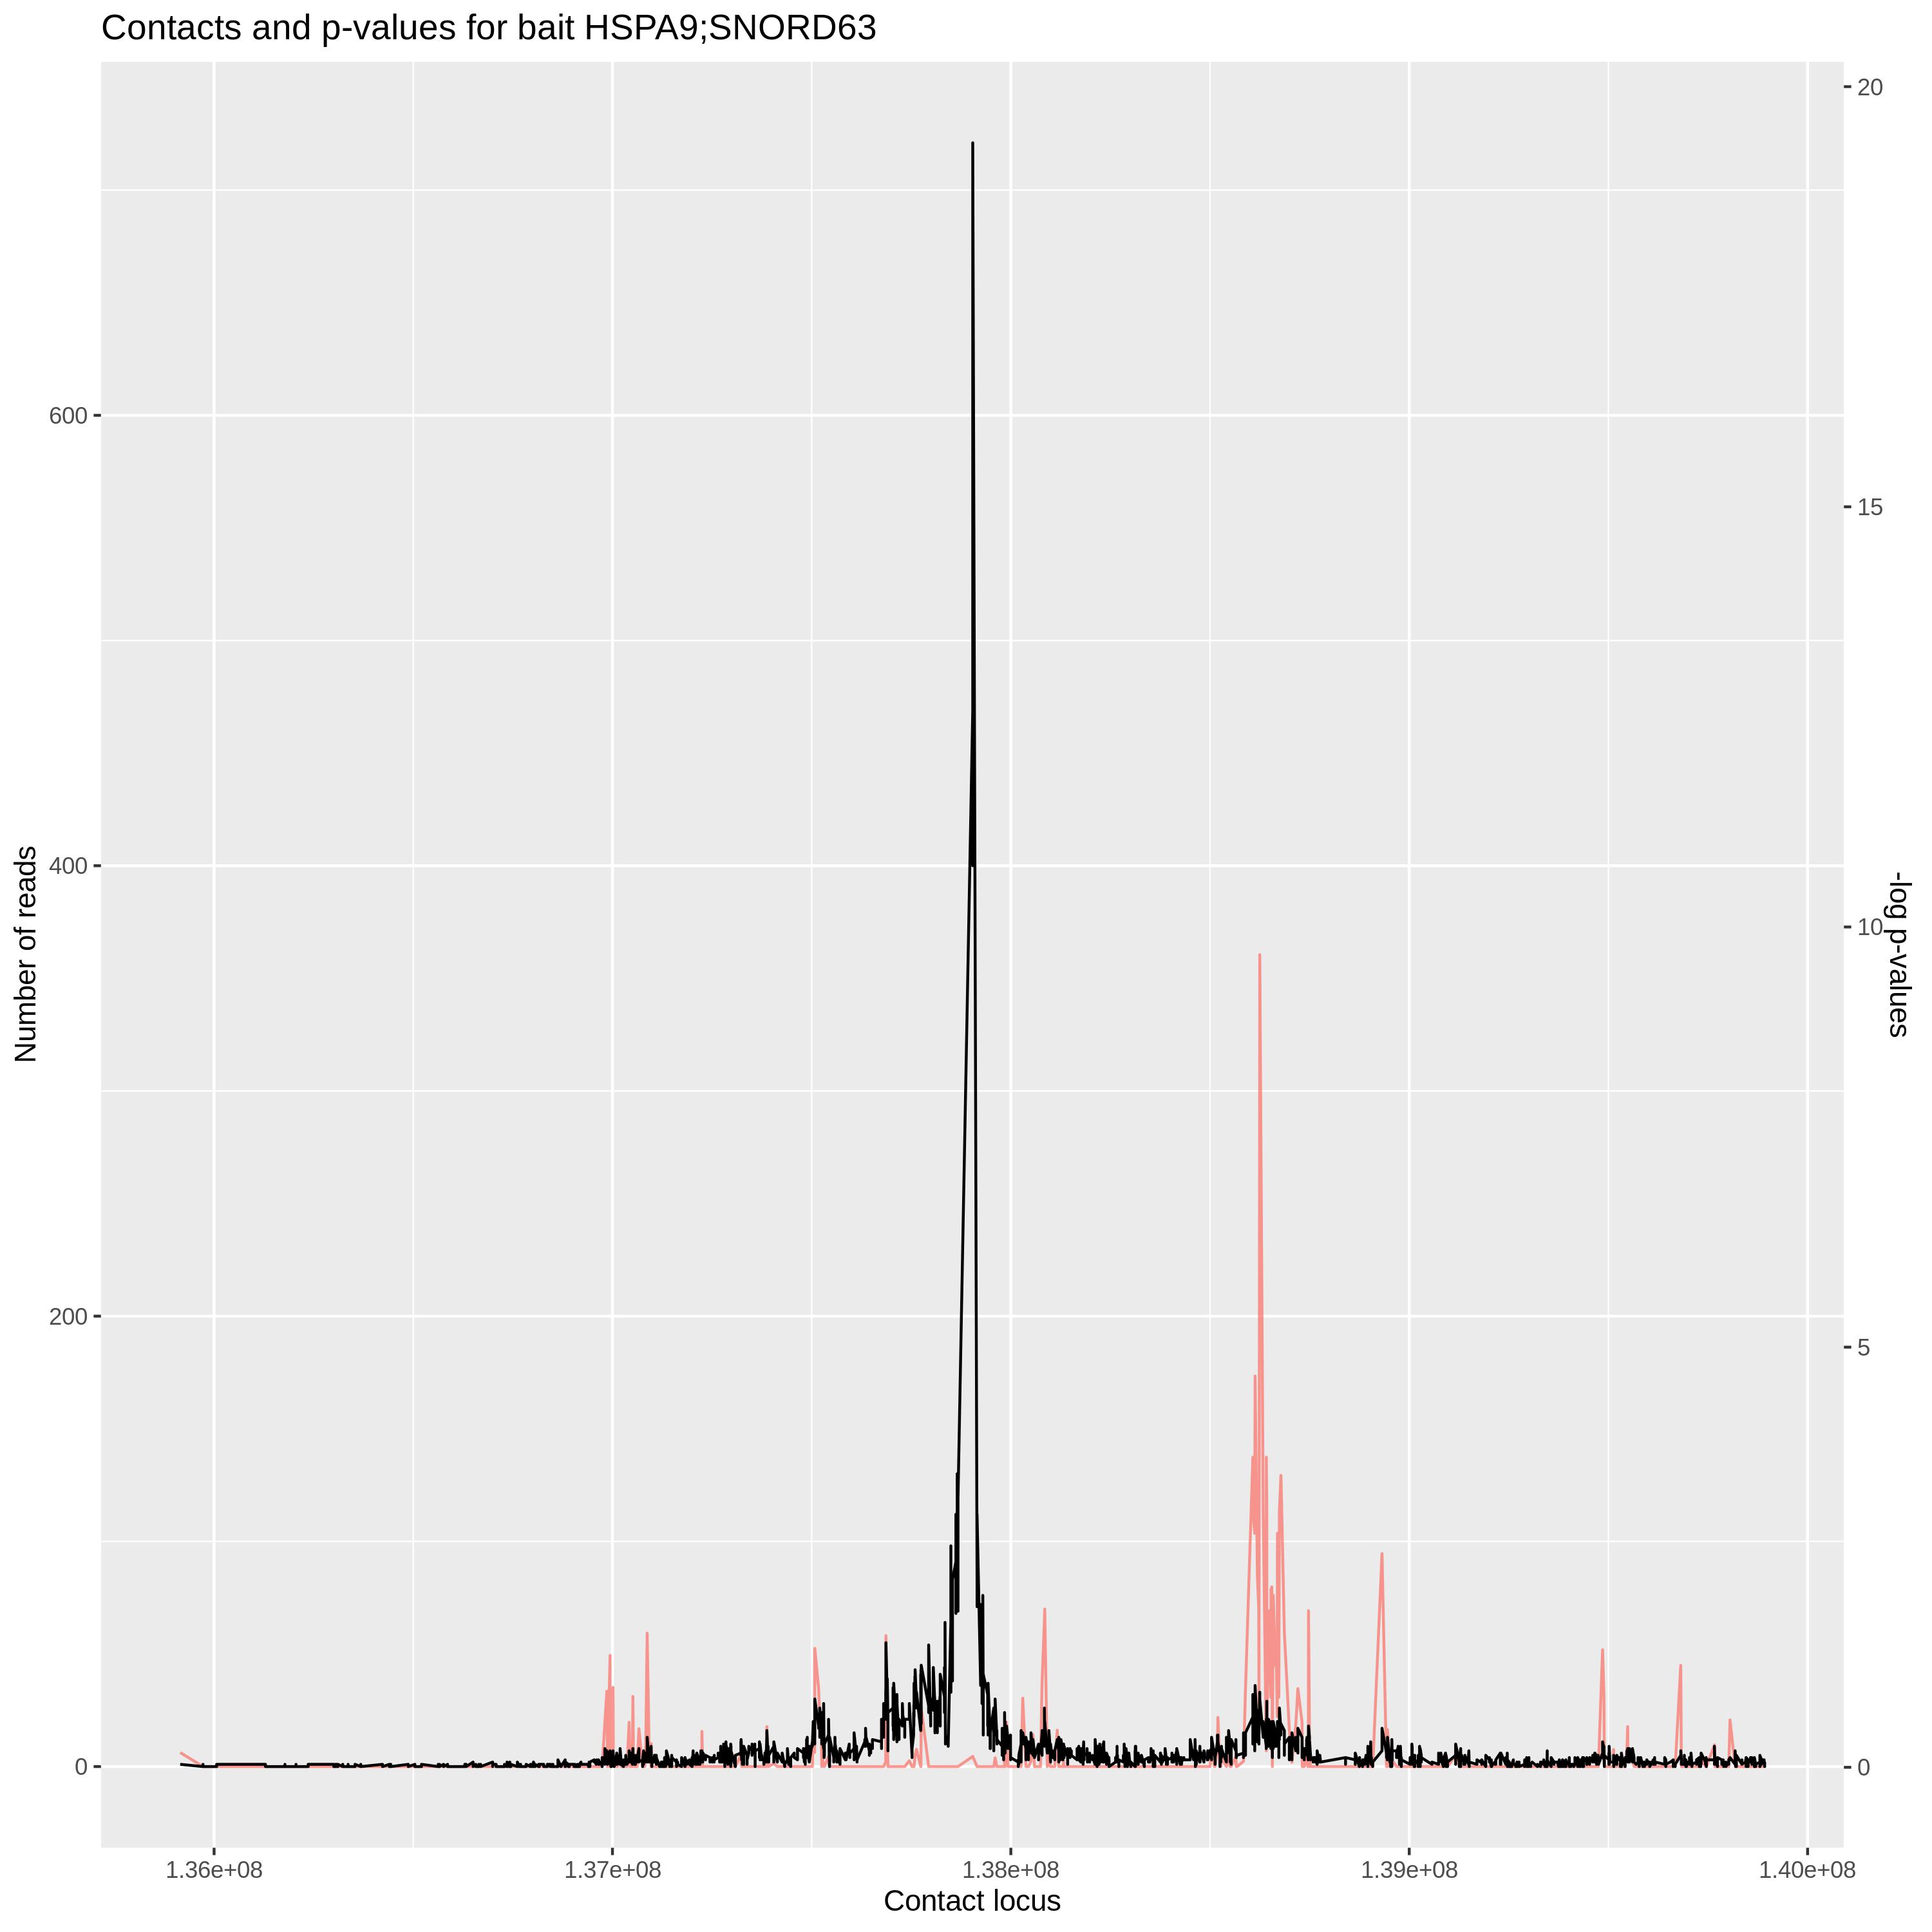 Contacts and p-values for bait HSPA9;SNORD63
20
15
10
5
0
600
400
200
0
Number of reads
-log p-values
1.36e+08 1.37e+08 1.38e+08 1.39e+08 1.40e+08
Contact locus